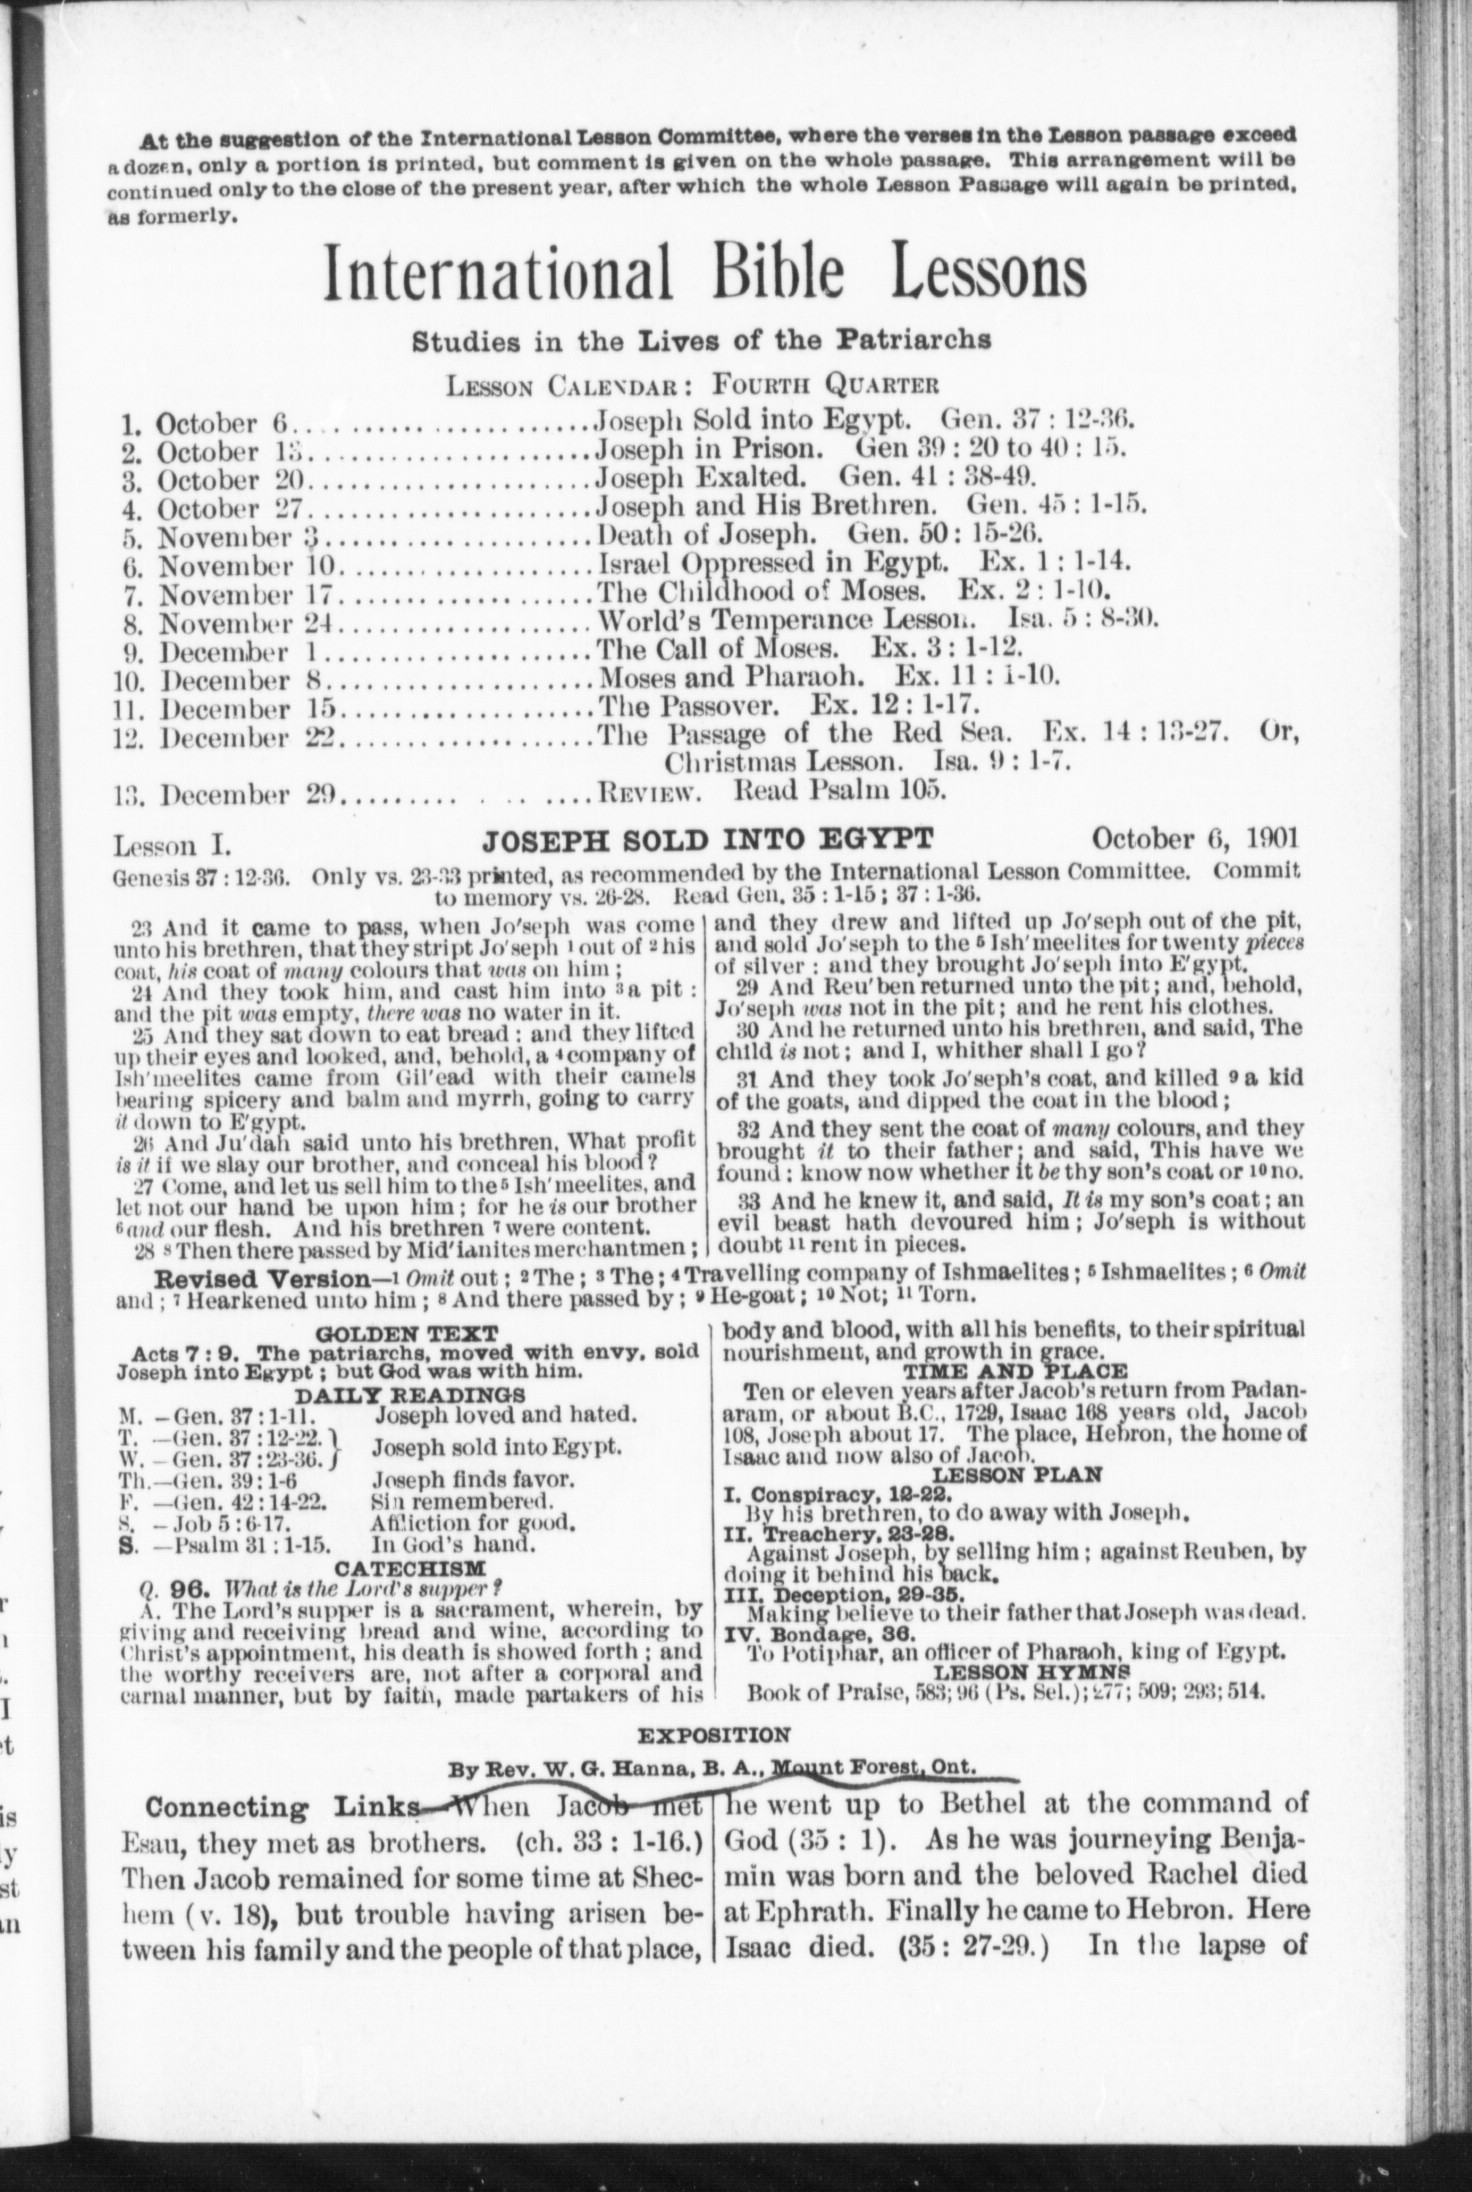 At the suggestion of the International Lesson Committee, where the verses in the Lesson passage exceed
a dozen, only a portion is printed, but comment is given on the whole passage. This arrangement will be
continued only to the close of the present year, after which the whole Lesson Passage will again be printed,
as formerly.
International Bible Lessons
Studies in the Lives of the Patriarchs
LESSON CALENDAR: FOURTH QUARTER
1. October 6......................Joseph Sold into Egypt. Gen. 37 : 12-36.
2. October 13.....................Joseph in Prison. Gen 39 : 20 to 40 : 15.
3. October 20.....................Joseph Exalted. Gen. 41 : 38-49.
4. October 27.....................Joseph and His Brethren. Gen. 45 : 1-15.
5. November 3....................Death of Joseph. Gen. 50 : 15-26.
6. November 10...................Israel Oppressed in Egypt. Ex. 1 : 1-14.
7. November 17...................The Childhood of Moses. Ex. 2 : 1-10.
8. November 24...................World's Temperance Lesson. Isa. 5 : 8-30.
9. December 1....................The Call of Moses. Ex. 3 : 1-12.
10. December 8....................Moses and Pharaoh. Ex. 11 : 1-10.
11. December 15...................The Passover. Ex. 12 : 1-17.
12. December 22...................The Passage of the Red Sea. Ex. 14 : 13-27. Or,
Christmas Lesson. Isa. 9 : 1-7.
13. December 29......... . .. ....REVIEW. Read Psalm 105.
Lesson I. JOSEPH SOLD INTO EGYPT October 6, 1901
Genesis 37 : 12-36. Only vs. 23-33 printed, as recommended by the International Lesson Committee. Commit
to memory vs. 26-28. Read Gen. 35 : 1-15 ; 37 : 1-36.
23 And it came to pass, when Jo'seph was come
unto his brethren, that they stript Jo'seph 1 out of 2 his
coat, his coat of many colours that was on him ;
24 And they took him, and cast him into 3 a pit :
and the pit was empty, there was no water in it.
25 And they sat down to eat bread : and they lifted
up their eyes and looked, and, behold, a 4 company of
Ish'meelites came from Gil'ead with their camels
bearing spicery and balm and myrrh, going to carry
it down to E'gypt.
26 And Ju'dah said unto his brethren, What profit
is it if we slay our brother, and conceal his blood ?
27 Come, and let us sell him to the 5 Ish'meelites, and
let not our hand be upon him ; for he is our brother
6 and our flesh. And his brethren 7 were content.
28 8 Then there passed by Mid'ianites merchantmen ;
and they drew and lifted up Jo'seph out of the pit,
and sold Jo'seph to the 5 Ish'meelites for twenty pieces
of silver : and they brought Jo'seph into E'gypt.
29 And Reu'ben returned unto the pit ; and, behold,
Jo'seph was not in the pit ; and he rent his clothes.
30 And he returned unto his brethren, and said, The
child is not ; and I, whither shall I go ?
31 And they took Jo'seph's coat, and killed 9 a kid
of the goats, and dipped the coat in the blood ;
32 And they sent the coat of many colours, and they
brought it to their father ; and said, This have we
found : know now whether it be thy son's coat or 10 no.
33 And he knew it, and said, It is my son's coat ; an
evil beast hath devoured him ; Jo'seph is without
doubt 11 rent in pieces.
Revised Version—1 Omit out ; 2 The ; 3 The ; 4 Travelling company of Ishmaelites ; 5 Ishmaelites ; 6 Omit
and ; 7 Hearkened unto him ; 8 And there passed by ; 9 He-goat ; 10 Not; 11 Torn.
GOLDEN TEXT
Acts 7 : 9. The patriarchs, moved with envy, sold
Joseph into Egypt ; but God was with him.
DAILY READINGS
M. —Gen. 37 : 1-11. Joseph loved and hated.
T. —Gen. 37 : 12-22. }
W. —Gen. 37 : 23-36. } Joseph sold into Egypt.
Th.—Gen. 39 : 1-6 Joseph finds favor.
F. —Gen. 42 : 14-22. Sin remembered.
S. —Job 5 : 6-17. Affliction for good.
S. —Psalm 31 : 1-15. In God's hand.
CATECHISM
Q. 96. What is the Lord's supper ?
A. The Lord's supper is a sacrament, wherein, by
giving and receiving bread and wine, according to
Christ's appointment, his death is showed forth ; and
the worthy receivers are, not after a corporal and
carnal manner, but by faith, made partakers of his
body and blood, with all his benefits, to their spiritual
nourishment, and growth in grace.
TIME AND PLACE
Ten or eleven years after Jacob's return from Padan-
aram, or about B.C., 1729, Isaac 168 years old, Jacob
108, Joseph about 17. The place, Hebron, the home of
Isaac and now also of Jacob.
LESSON PLAN
I. Conspiracy, 12-22.
By his brethren, to do away with Joseph.
II. Treachery, 23-28.
Against Joseph, by selling him ; against Reuben, by
doing it behind his back.
III. Deception, 29-35.
Making believe to their father that Joseph was dead.
IV. Bondage, 36.
To Potiphar, an officer of Pharaoh, king of Egypt.
LESSON HYMNS
Book of Praise, 583; 96 (Ps. Sel.); 277; 509; 293; 514.
EXPOSITION
By Rev. W. G. Hanna, B. A., Mount Forest, Ont.
Connecting Links—When Jacob met
Esau, they met as brothers. (ch. 33 : 1-16.)
Then Jacob remained for some time at Shec-
hem (v. 18), but trouble having arisen be-
tween his family and the people of that place,
he went up to Bethel at the command of
God (35 : 1). As he was journeying Benja-
min was born and the beloved Rachel died
at Ephrath. Finally he came to Hebron. Here
Isaac died. (35 : 27-29.) In the lapse of